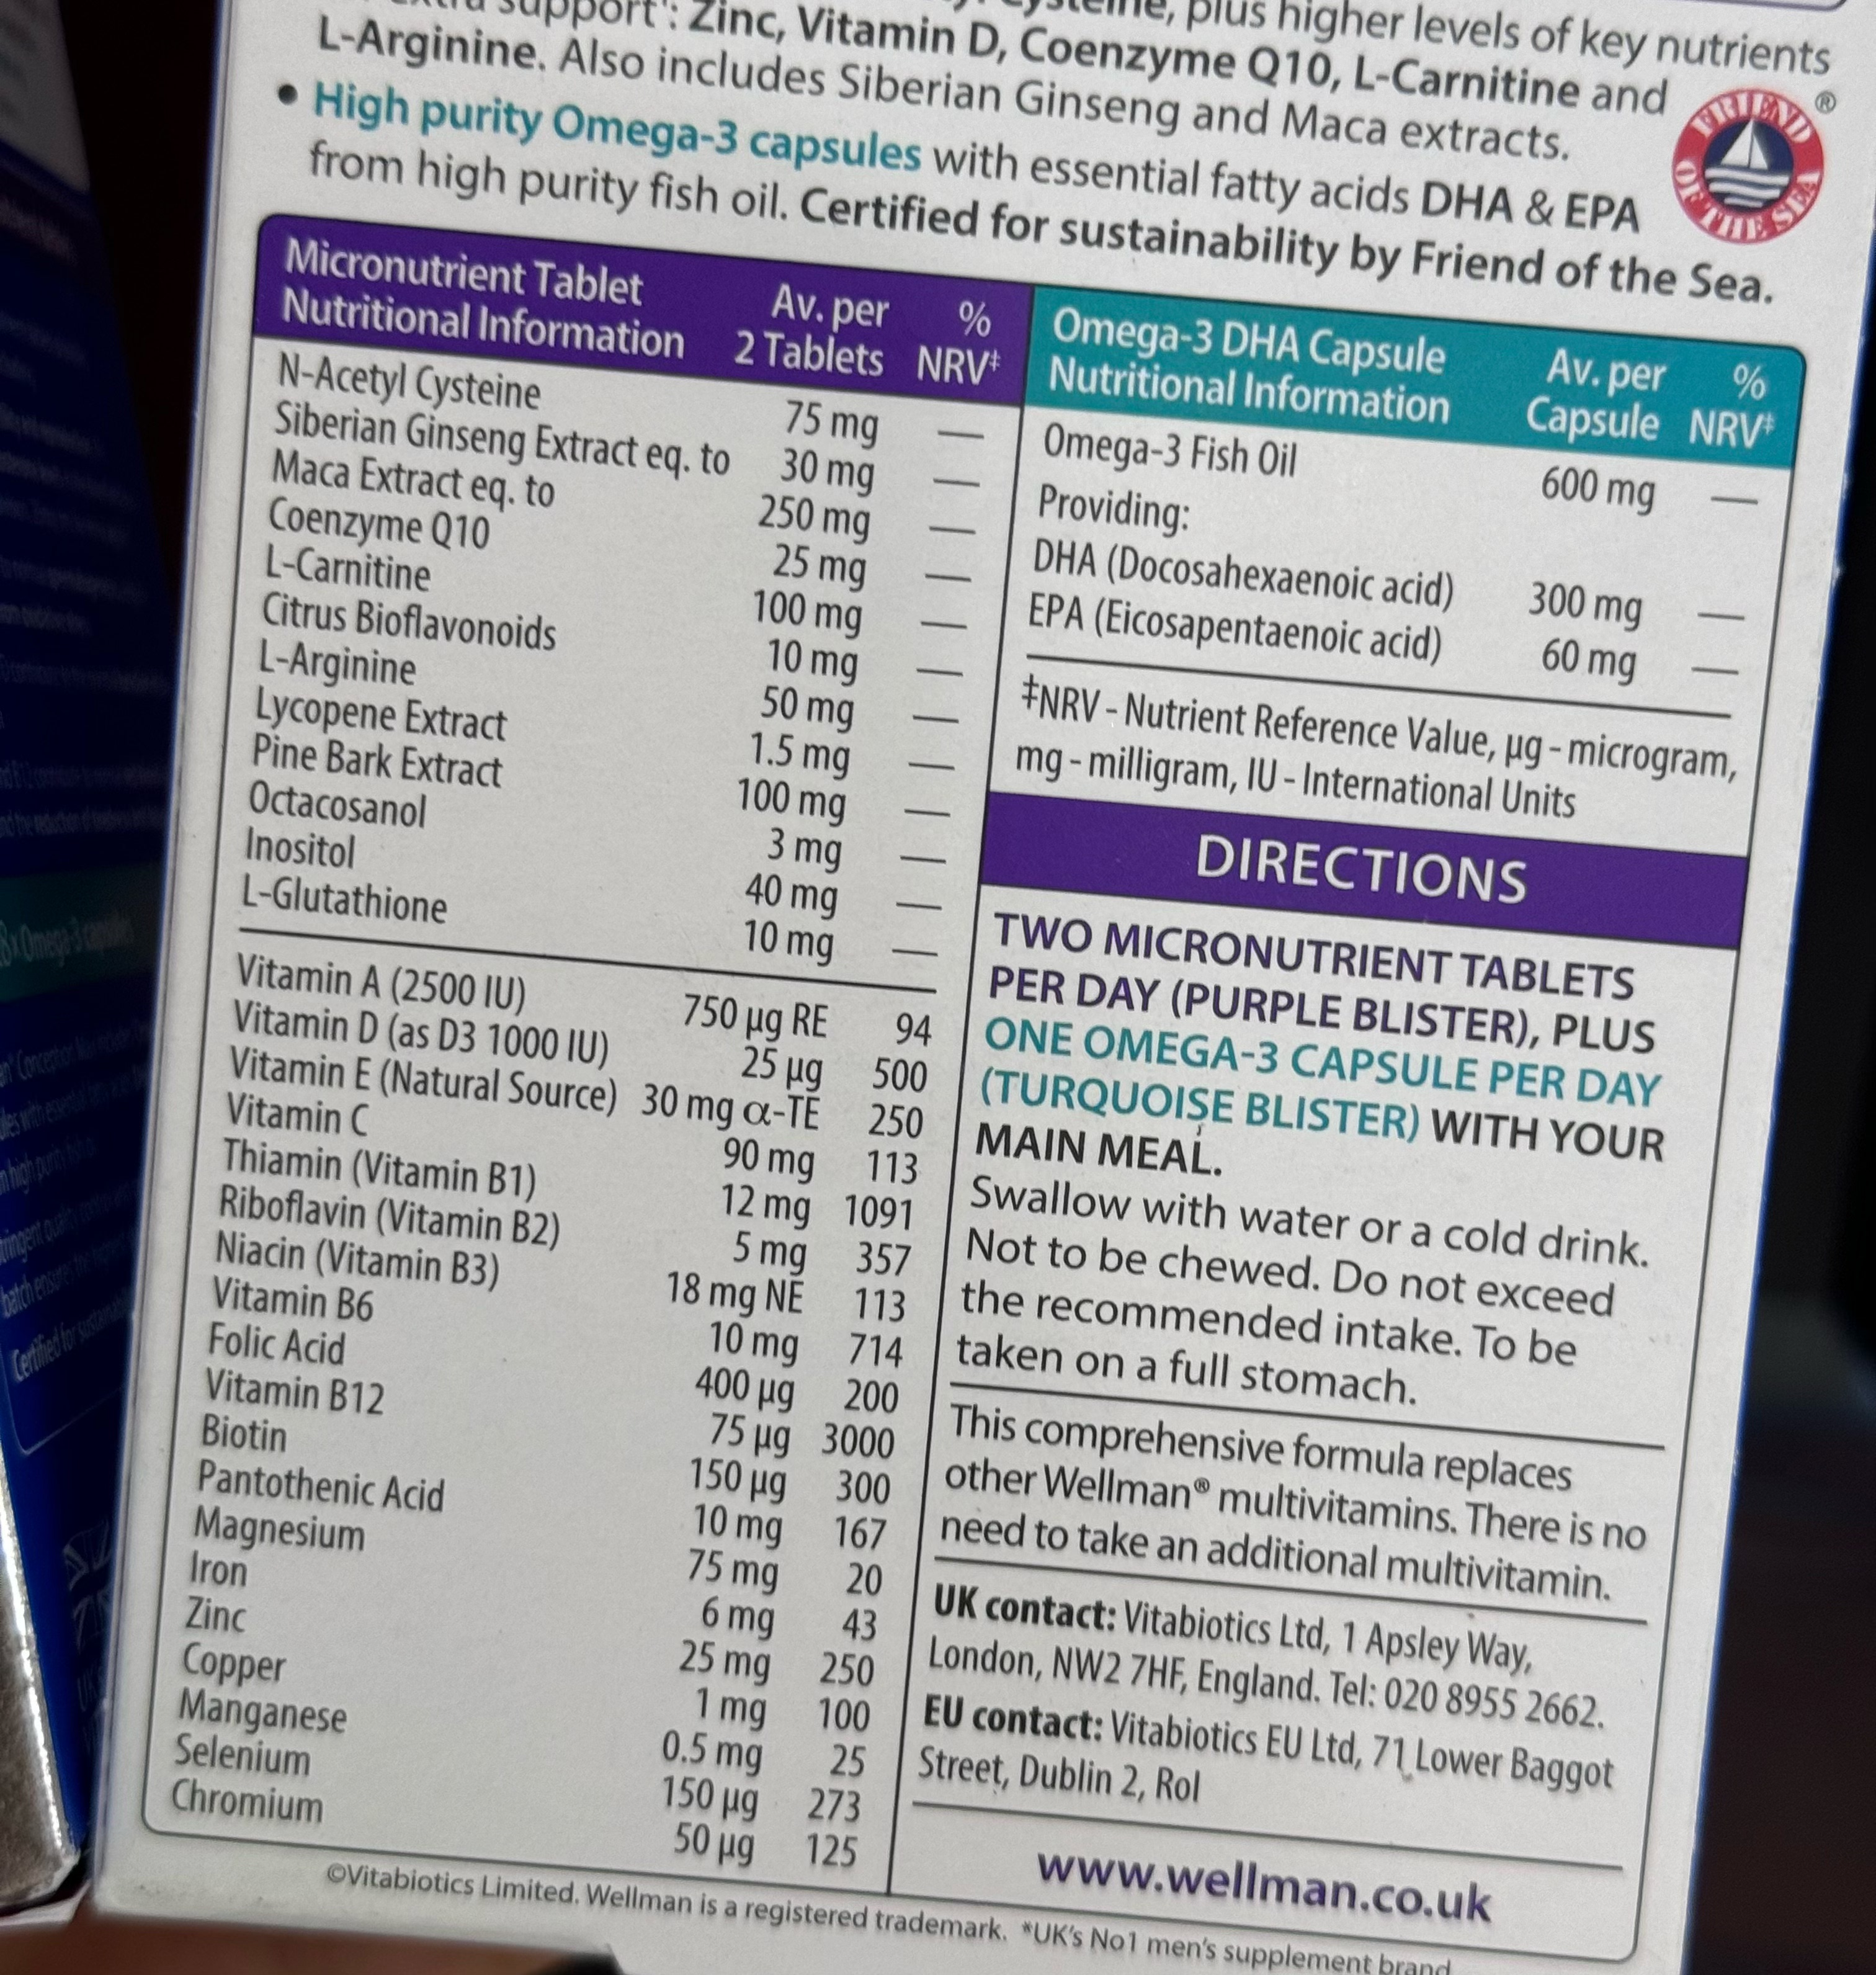 support†: Zinc, Vitamin D, Coenzyme Q10, L-Carnitine and
plus higher levels of key nutrients
L-Arginine. Also includes Siberian Ginseng and Maca extracts.
• High purity Omega-3 capsules with essential fatty acids DHA & EPA
from high purity fish oil. Certified for sustainability by Friend of the Sea.
FRIEND OF THE SEA ®
Micronutrient Tablet Nutritional Information Av. per 2 Tablets % NRV‡
N-Acetyl Cysteine 75 mg —
Siberian Ginseng Extract eq. to 30 mg —
Maca Extract eq. to 250 mg —
Coenzyme Q10 25 mg —
L-Carnitine 100 mg —
Citrus Bioflavonoids 10 mg —
L-Arginine 50 mg —
Lycopene Extract 1.5 mg —
Pine Bark Extract 100 mg —
Octacosanol 3 mg —
Inositol 40 mg —
L-Glutathione 10 mg —
Vitamin A (2500 IU) 750 µg RE 94
Vitamin D (as D3 1000 IU) 25 µg 500
Vitamin E (Natural Source) 30 mg α-TE 250
Vitamin C 90 mg 113
Thiamin (Vitamin B1) 12 mg 1091
Riboflavin (Vitamin B2) 5 mg 357
Niacin (Vitamin B3) 18 mg NE 113
Vitamin B6 10 mg 714
Folic Acid 400 µg 200
Vitamin B12 75 µg 3000
Biotin 150 µg 300
Pantothenic Acid 10 mg 167
Magnesium 75 mg 20
Iron 6 mg 43
Zinc 25 mg 250
Copper 1 mg 100
Manganese 0.5 mg 25
Selenium 150 µg 273
Chromium 50 µg 125
Omega-3 DHA Capsule Nutritional Information Av. per Capsule % NRV‡
Omega-3 Fish Oil 600 mg —
Providing:
DHA (Docosahexaenoic acid) 300 mg —
EPA (Eicosapentaenoic acid) 60 mg —
‡NRV - Nutrient Reference Value, µg - microgram,
mg - milligram, IU - International Units
DIRECTIONS
TWO MICRONUTRIENT TABLETS
PER DAY (PURPLE BLISTER), PLUS
ONE OMEGA-3 CAPSULE PER DAY
(TURQUOISE BLISTER) WITH YOUR
MAIN MEAL.
Swallow with water or a cold drink.
Not to be chewed. Do not exceed
the recommended intake. To be
taken on a full stomach.
This comprehensive formula replaces
other Wellman® multivitamins. There is no
need to take an additional multivitamin.
UK contact: Vitabiotics Ltd, 1 Apsley Way,
London, NW2 7HF, England. Tel: 020 8955 2662.
EU contact: Vitabiotics EU Ltd, 71 Lower Baggot
Street, Dublin 2, RoI
www.wellman.co.uk
©Vitabiotics Limited. Wellman is a registered trademark. *UK's No1 men's supplement brand